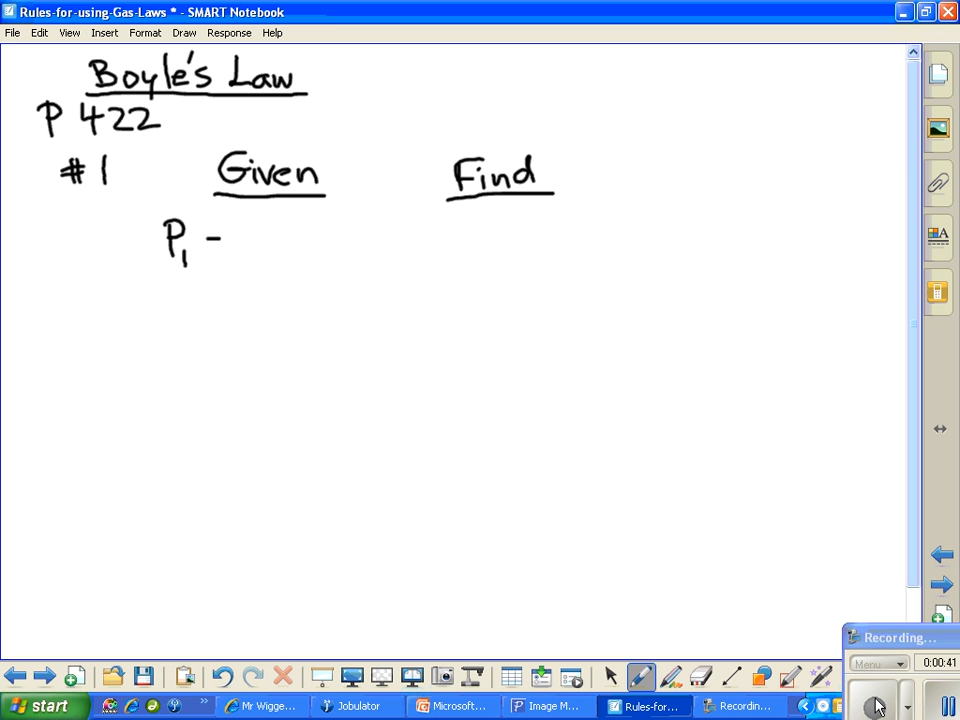 Rules-for-using-Gas-Laws * - SMART Notebook
File Edit View Insert Format Draw Response Help
Boyle's Law
P 422
#1 Given Find
P₁ -
Recording...
Menu 0:00:41
start » Mr Wigge... Jobulator Microsoft... Image M... Rules-for... Recording...